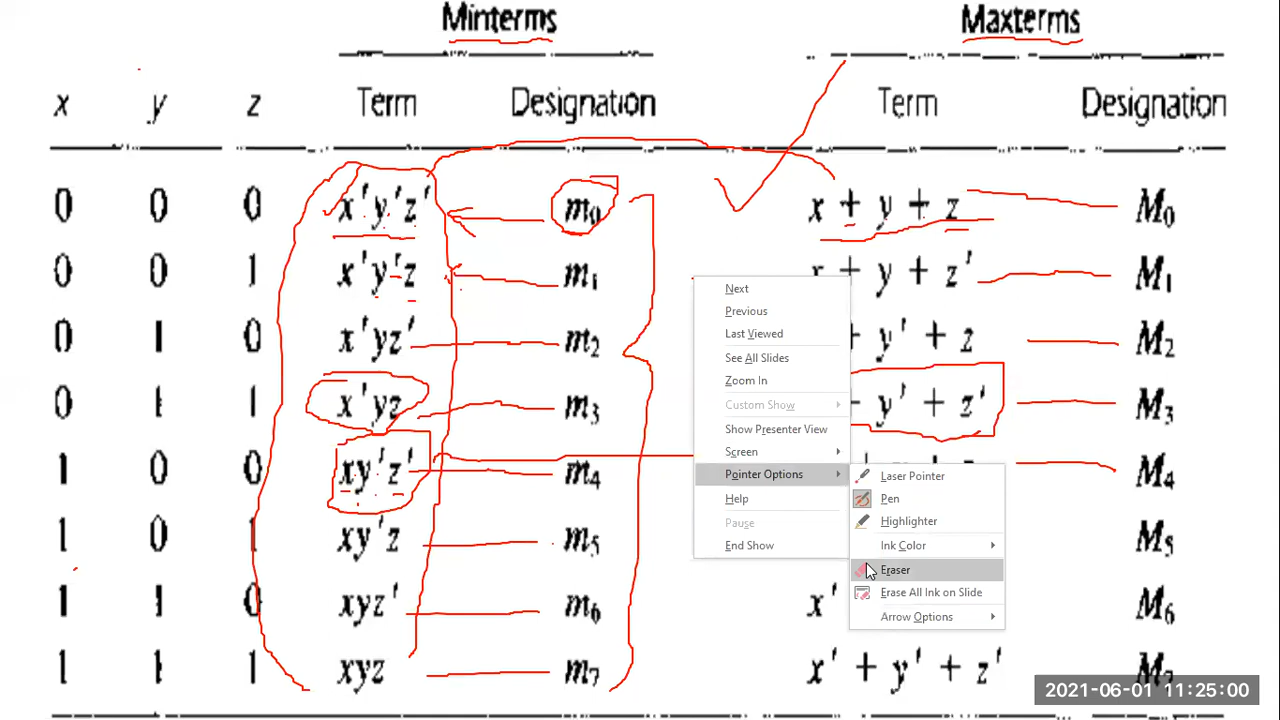 Minterms Maxterms
x y z Term Designation Term Designation
0 0 0 x'y'z' m0 x + y + z M0
0 0 1 x'y'z m1 + y + z' M1
0 1 0 x'yz' m2 + y' + z M2
0 1 1 x'yz m3 y' + z' M3
1 0 0 xy'z' m4 M4
1 0 1 xy'z m5 M5
1 1 0 xyz' m6 x' M6
1 1 1 xyz m7 x' + y' + z' M7
Next
Previous
Last Viewed
See All Slides
Zoom In
Custom Show
Show Presenter View
Screen
Pointer Options
Help
Pause
End Show
Laser Pointer
Pen
Highlighter
Ink Color
Eraser
Erase All Ink on Slide
Arrow Options
2021-06-01 11:25:00